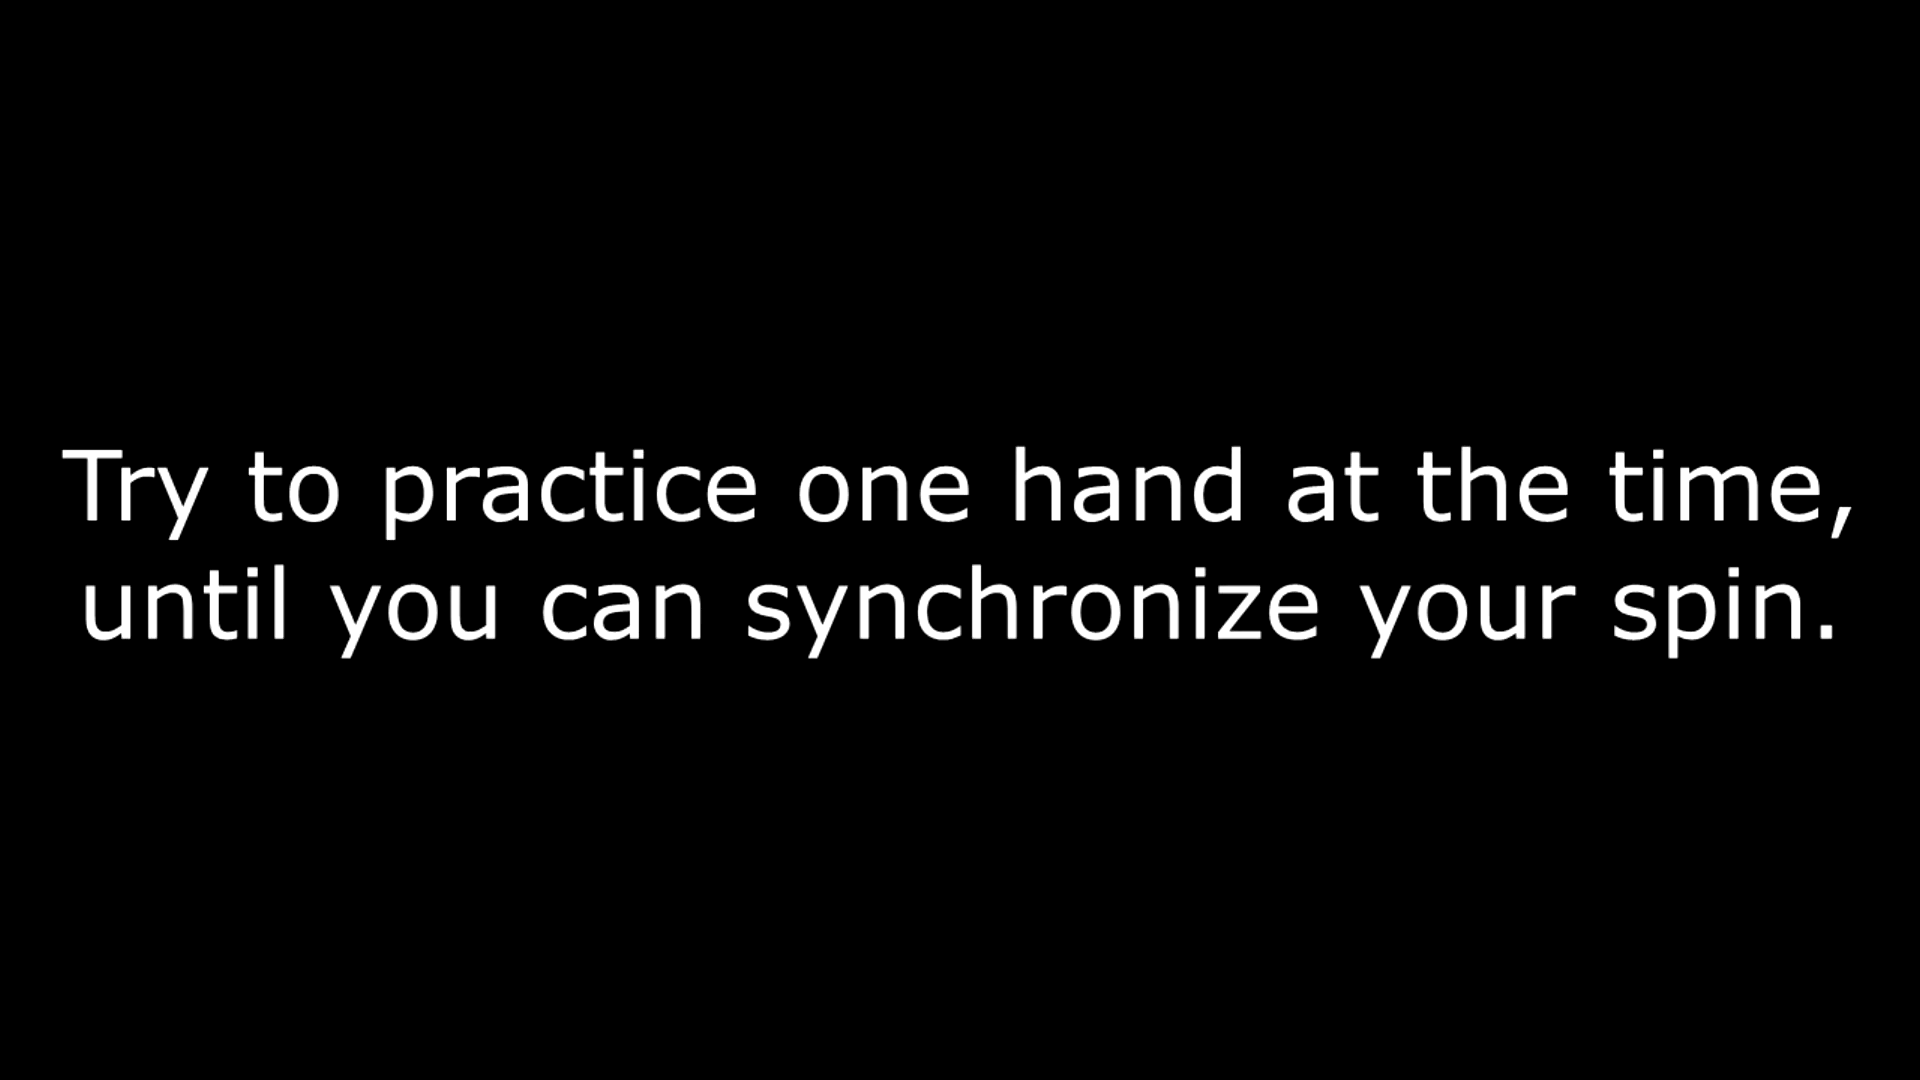 Try to practice one hand at the time,
until you can synchronize your spin.